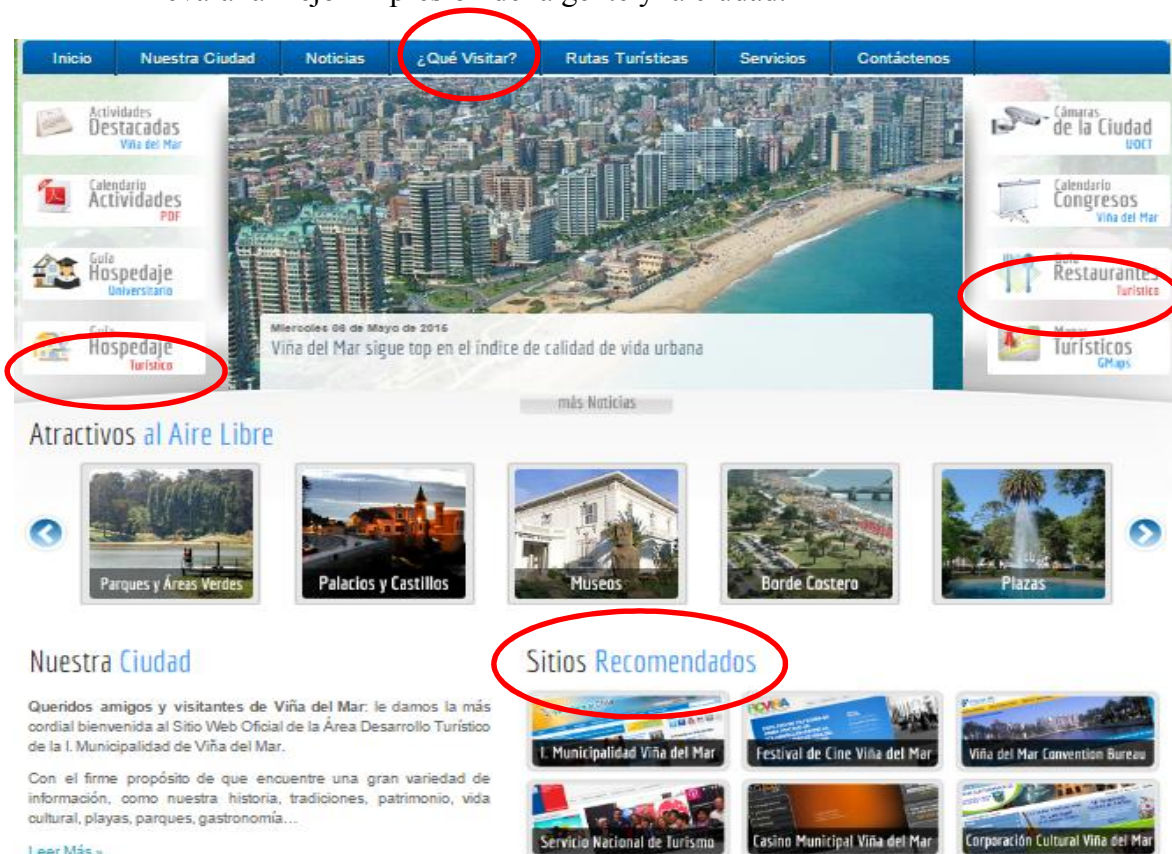 Inicio Nuestra Ciudad Noticias ¿Qué Visitar? Rutas Turísticas Servicios Contáctenos
Actividades
Destacadas
Viña del Mar
Calendario
Actividades
PDF
Guía
Hospedaje
Universitario
Guía
Hospedaje
Turístico
Cámaras
de la Ciudad
UOCT
Calendario
Congresos
Viña del Mar
Guía
Restaurantes
Turístico
Mapas
Turísticos
GMaps
Miercoles 06 de Mayo de 2015
Viña del Mar sigue top en el índice de calidad de vida urbana
más Noticias
Atractivos al Aire Libre
Parques y Áreas Verdes
Palacios y Castillos
Museos
Borde Costero
Plazas
Nuestra Ciudad
Queridos amigos y visitantes de Viña del Mar: le damos la más
cordial bienvenida al Sitio Web Oficial de la Área Desarrollo Turístico
de la I. Municipalidad de Viña del Mar.
Con el firme propósito de que encuentre una gran variedad de
información, como nuestra historia, tradiciones, patrimonio, vida
cultural, playas, parques, gastronomía…
Leer Más »
Sitios Recomendados
I. Municipalidad Viña del Mar
Festival de Cine Viña del Mar
Viña del Mar Convention Bureau
Servicio Nacional de Turismo
Casino Municipal Viña del Mar
Corporación Cultural Viña del Mar